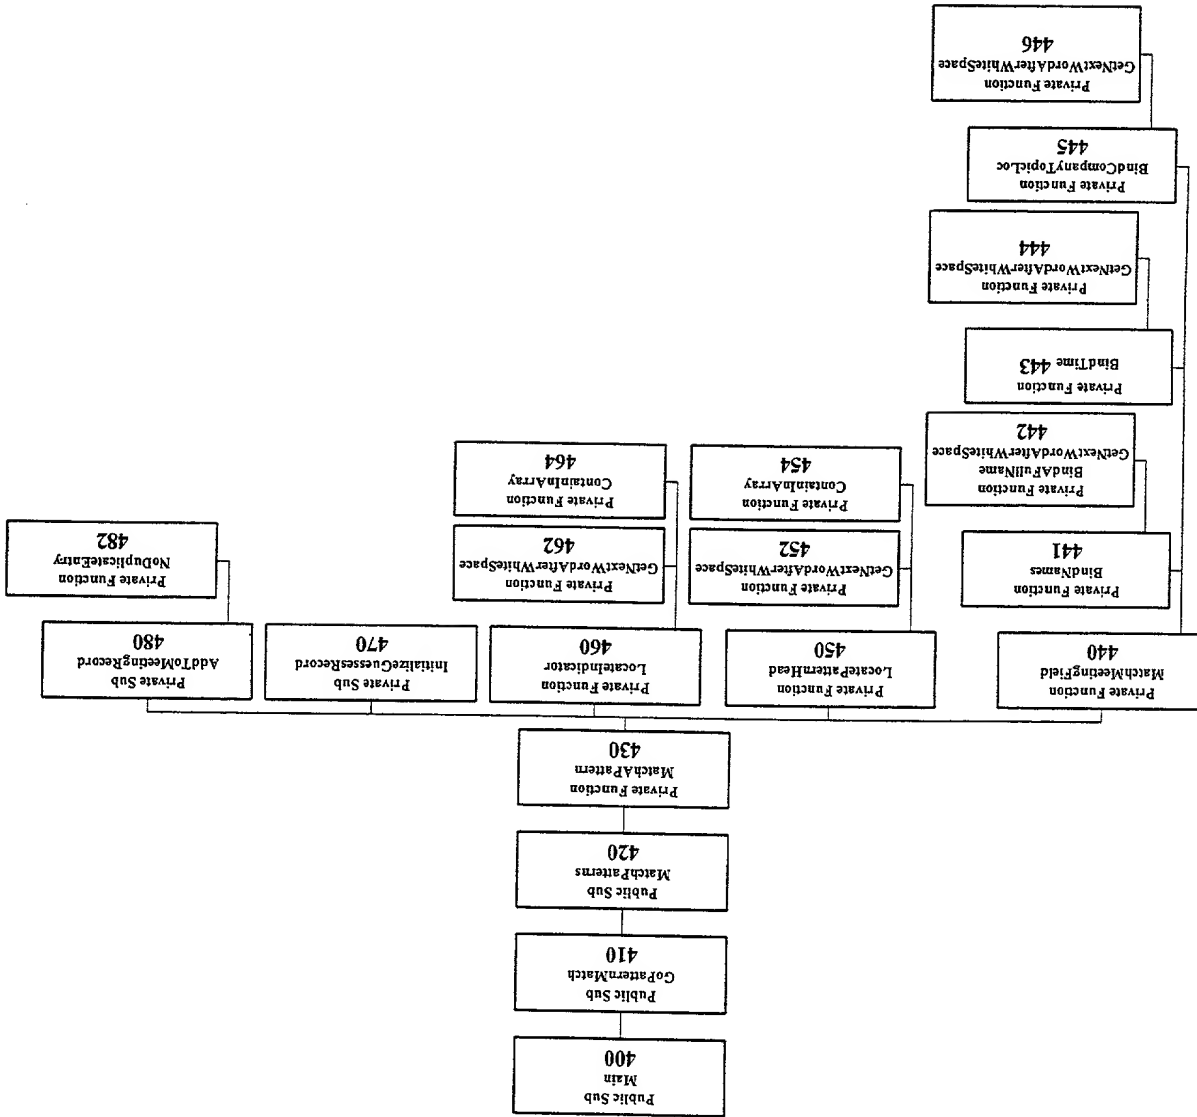 Public Sub
Main
400
Public Sub
GoPatternMatch
410
Public Sub
MatchPatterns
420
Private Function
MatchAPattern
430
Private Function
MatchMeetingField
440
Private Function
LocatePatternHead
450
Private Function
LocateIndicator
460
Private Sub
InitializeGuessesRecord
470
Private Sub
AddToMeetingRecord
480
Private Function
BindNames
441
Private Function
BindAFullName
GetNextWordAfterWhiteSpace
442
Private Function
BindTime 443
Private Function
GetNextWordAfterWhiteSpace
444
Private Function
BindCompanyTopicLoc
445
Private Function
GetNextWordAfterWhiteSpace
446
Private Function
GetNextWordAfterWhiteSpace
452
Private Function
ContainInArray
454
Private Function
GetNextWordAfterWhiteSpace
462
Private Function
ContainInArray
464
Private Function
NoDuplicateEntry
482